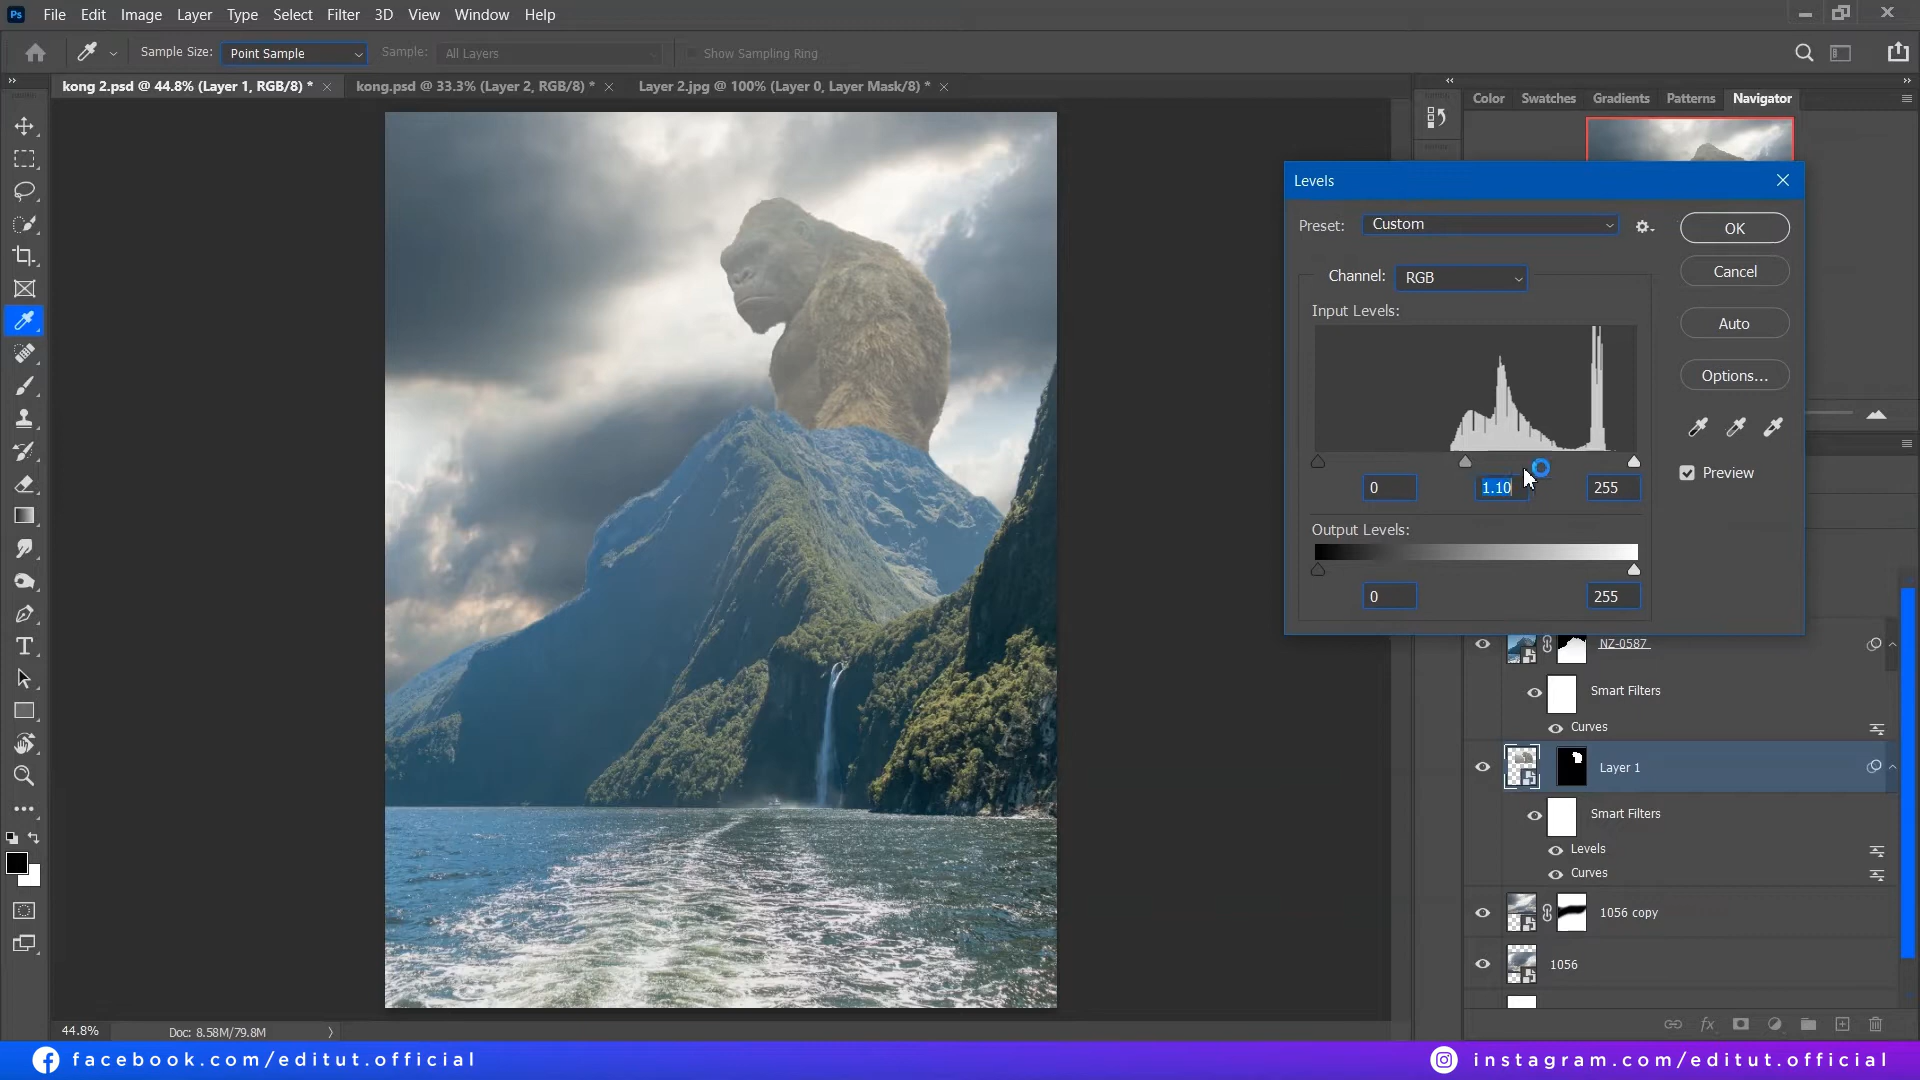 Ps File Edit Image Layer Type Select Filter 3D View Window Help
Sample Size: Point Sample Sample: All Layers Show Sampling Ring
kong 2.psd @ 44.8% (Layer 1, RGB/8) * kong.psd @ 33.3% (Layer 2, RGB/8) * Layer 2.jpg @ 100% (Layer 0, Layer Mask/8) *
Color Swatches Gradients Patterns Navigator
Levels
Preset: Custom
OK
Channel: RGB
Cancel
Input Levels:
Auto
Options...
Preview
0 1.10 255
Output Levels:
0 255
NZ-0587
Smart Filters
Curves
Layer 1
Smart Filters
Levels
Curves
1056 copy
1056
fx
44.8% Doc: 8.58M/79.8M
facebook.com/editut.official
instagram.com/editut.official